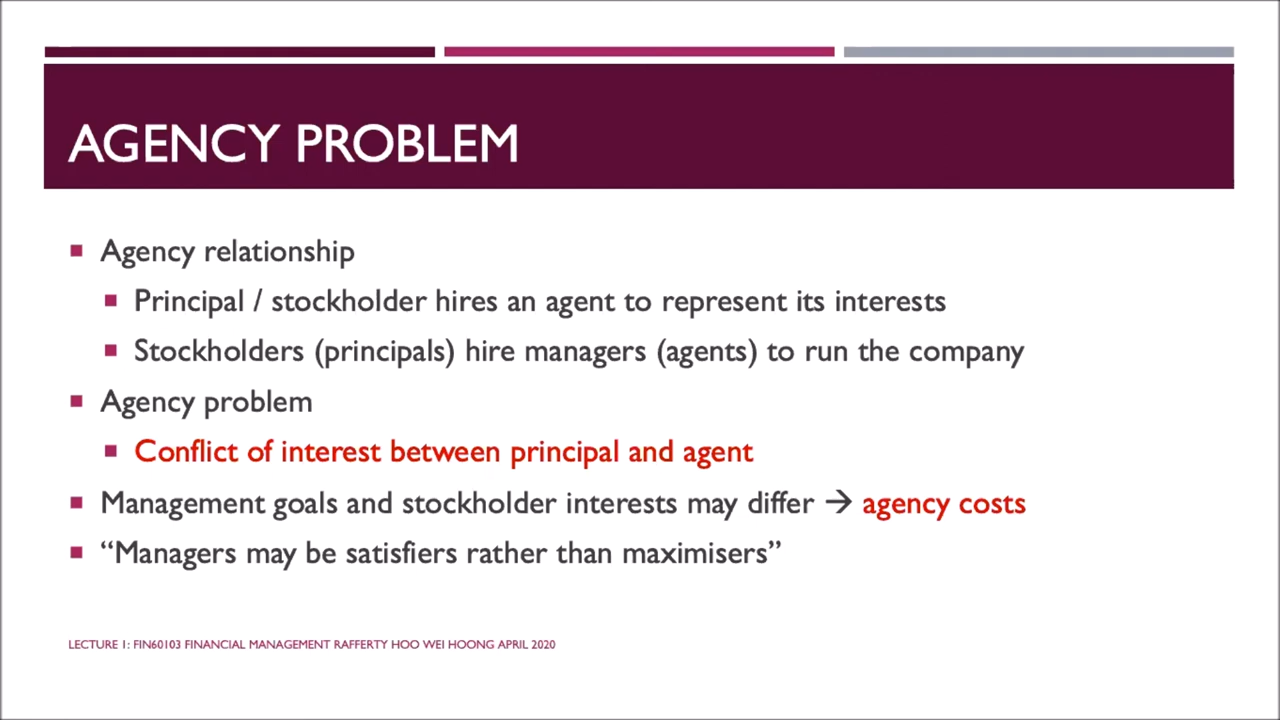 AGENCY PROBLEM
Agency relationship
Principal / stockholder hires an agent to represent its interests
Stockholders (principals) hire managers (agents) to run the company
Agency problem
Conflict of interest between principal and agent
Management goals and stockholder interests may differ → agency costs
“Managers may be satisfiers rather than maximisers”
LECTURE 1: FIN60103 FINANCIAL MANAGEMENT RAFFERTY HOO WEI HOONG APRIL 2020